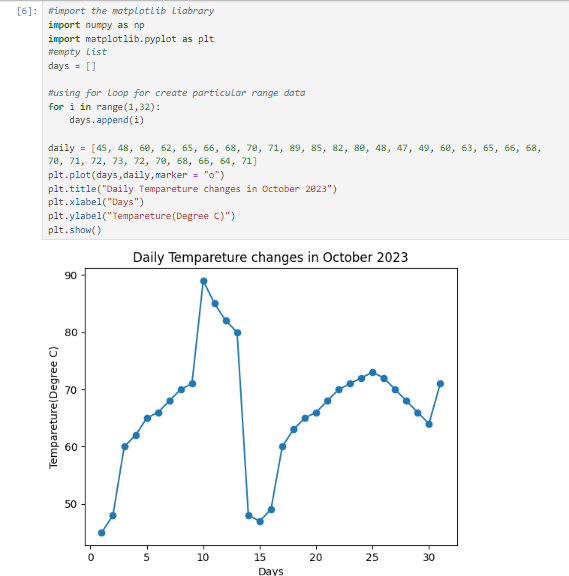 [6]: #import the matplotlib liabrary
import numpy as np
import matplotlib.pyplot as plt
#empty list
days = []
#using for loop for create particular range data
for i in range(1,32):
    days.append(i)
daily = [45, 48, 60, 62, 65, 66, 68, 70, 71, 89, 85, 82, 80, 48, 47, 49, 60, 63, 65, 66, 68,
70, 71, 72, 73, 72, 70, 68, 66, 64, 71]
plt.plot(days,daily,marker = "o")
plt.title("Daily Tempareture changes in October 2023")
plt.xlabel("Days")
plt.ylabel("Tempareture(Degree C)")
plt.show()
Daily Tempareture changes in October 2023
90
80
70
60
50
Tempareture(Degree C)
0 5 10 15 20 25 30
Days